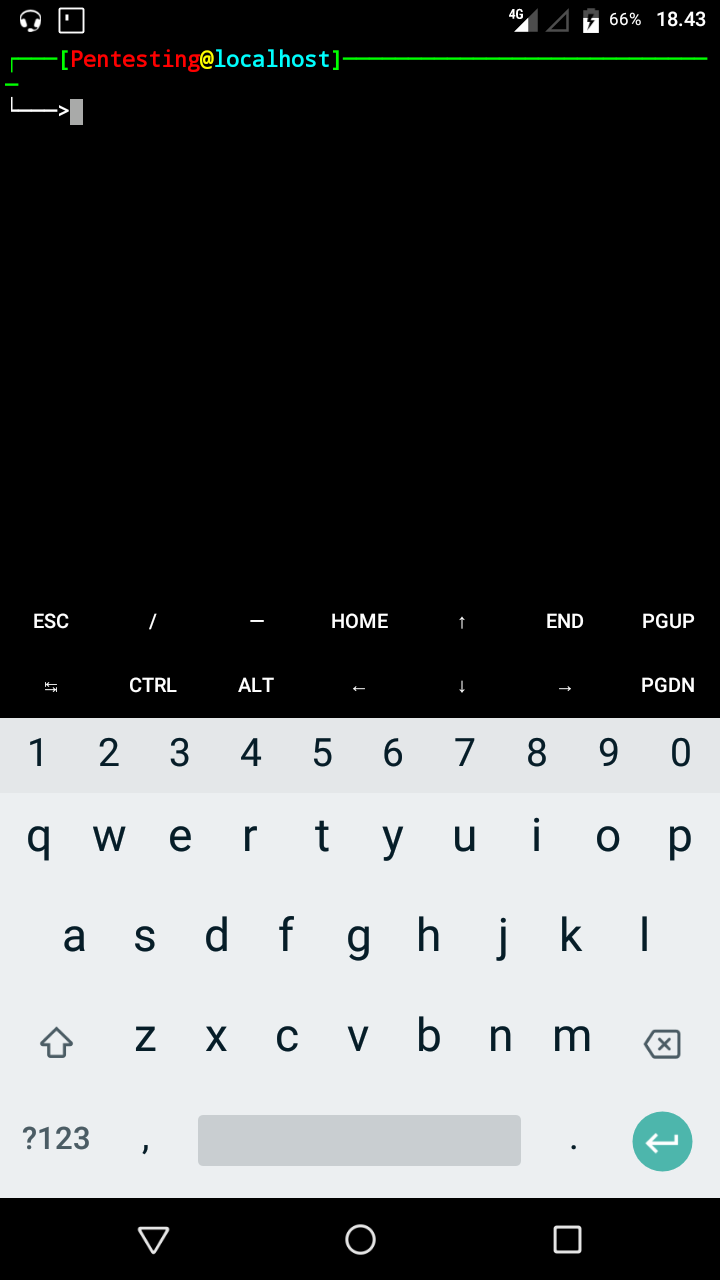 4G 66% 18.43
┌───[Pentesting@localhost]────────────────────────────
─
└───>
ESC / — HOME ↑ END PGUP
↹ CTRL ALT ← ↓ → PGDN
1 2 3 4 5 6 7 8 9 0
q w e r t y u i o p
a s d f g h j k l
z x c v b n m
?123 , .